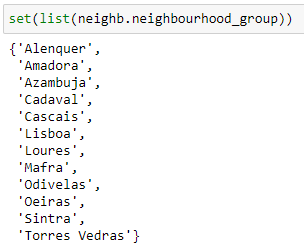 set(list(neighb.neighbourhood_group))
{'Alenquer',
'Amadora',
'Azambuja',
'Cadaval',
'Cascais',
'Lisboa',
'Loures',
'Mafra',
'Odivelas',
'Oeiras',
'Sintra',
'Torres Vedras'}